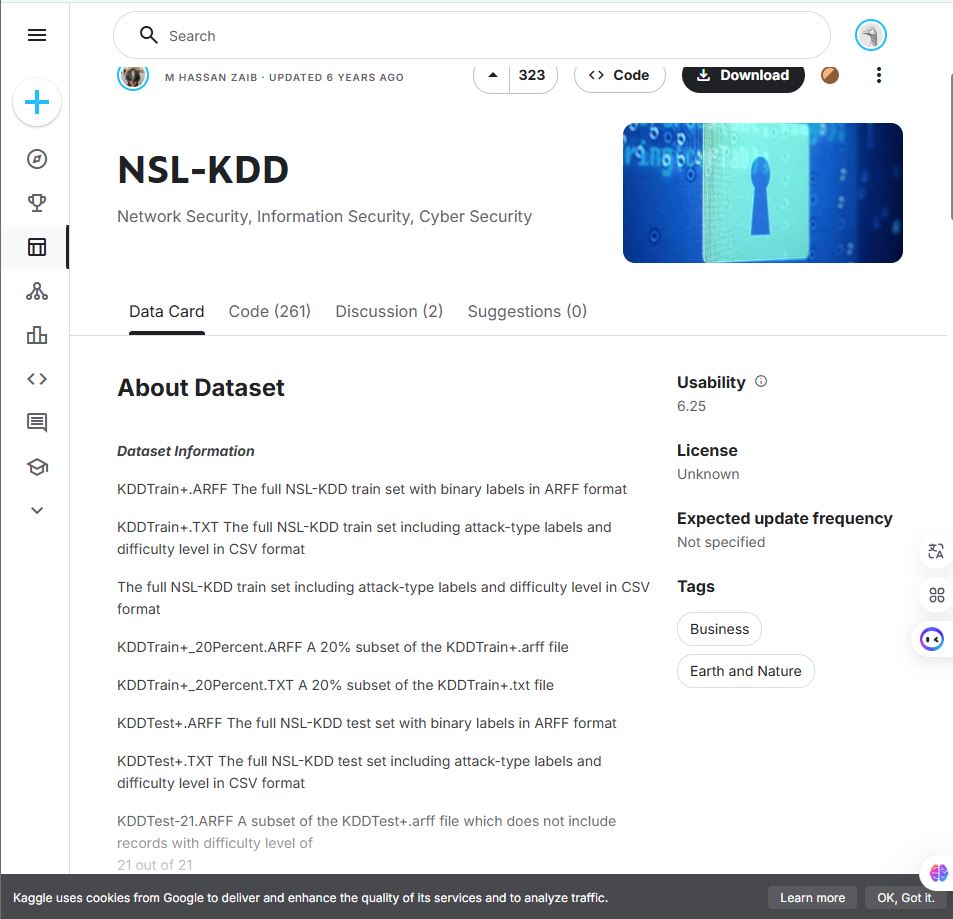 Search
M HASSAN ZAIB · UPDATED 6 YEARS AGO
323
Code
Download
NSL-KDD
Network Security, Information Security, Cyber Security
Data Card
Code (261)
Discussion (2)
Suggestions (0)
About Dataset
Dataset Information
KDDTrain+.ARFF The full NSL-KDD train set with binary labels in ARFF format
KDDTrain+.TXT The full NSL-KDD train set including attack-type labels and
difficulty level in CSV format
The full NSL-KDD train set including attack-type labels and difficulty level in CSV
format
KDDTrain+_20Percent.ARFF A 20% subset of the KDDTrain+.arff file
KDDTrain+_20Percent.TXT A 20% subset of the KDDTrain+.txt file
KDDTest+.ARFF The full NSL-KDD test set with binary labels in ARFF format
KDDTest+.TXT The full NSL-KDD test set including attack-type labels and
difficulty level in CSV format
KDDTest-21.ARFF A subset of the KDDTest+.arff file which does not include
records with difficulty level of
21 out of 21
Usability
6.25
License
Unknown
Expected update frequency
Not specified
Tags
Business
Earth and Nature
Kaggle uses cookies from Google to deliver and enhance the quality of its services and to analyze traffic.
Learn more
OK, Got it.